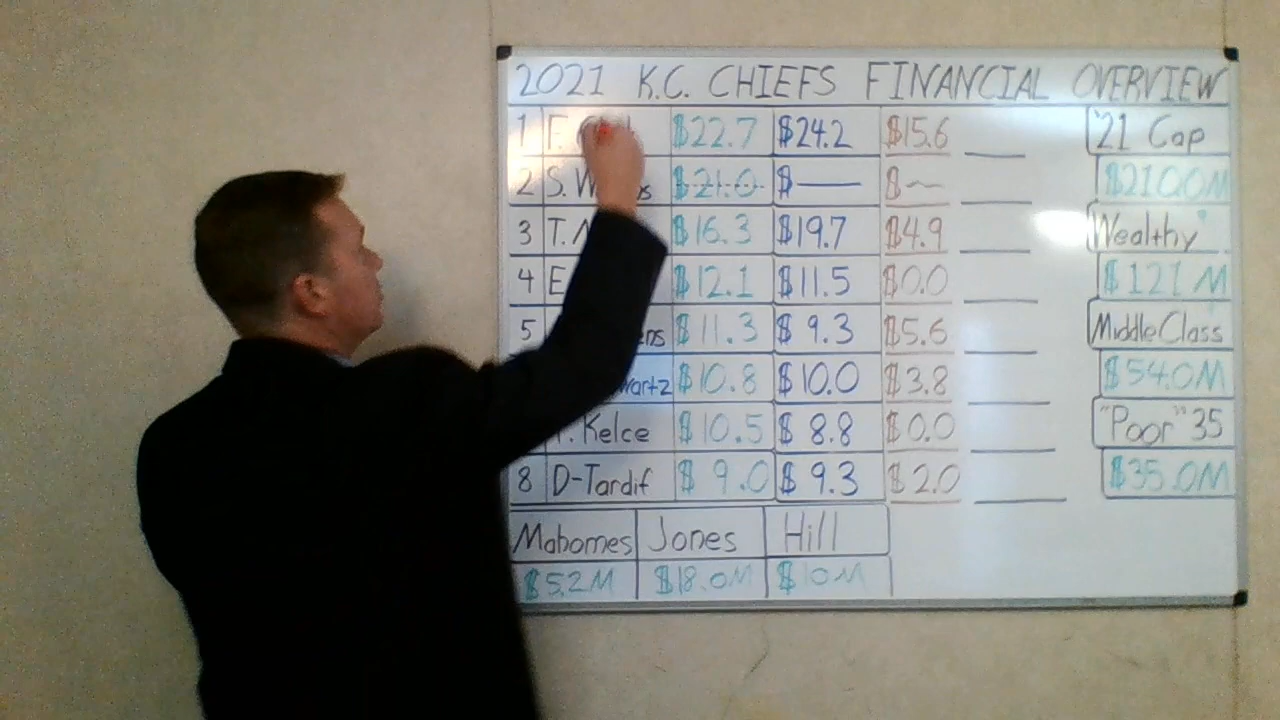 2021 K.C. CHIEFS FINANCIAL OVERVIEW
1 F. $22.7 $24.2 $15.6 '21 Cap
2 S. $21.0 $ $ $210.0M
3 T. $16.3 $19.7 $4.9 Wealthy
4 E $12.1 $11.5 $0.0 $121M
5 $11.3 $9.3 $5.6 Middle Class
$10.8 $10.0 $3.8 $54.0M
Kelce $10.5 $8.8 $0.0 "Poor" 35
8 D-Tardif $9.0 $9.3 $2.0 $35.0M
Mahomes Jones Hill
$5.2M $18.0M $10M